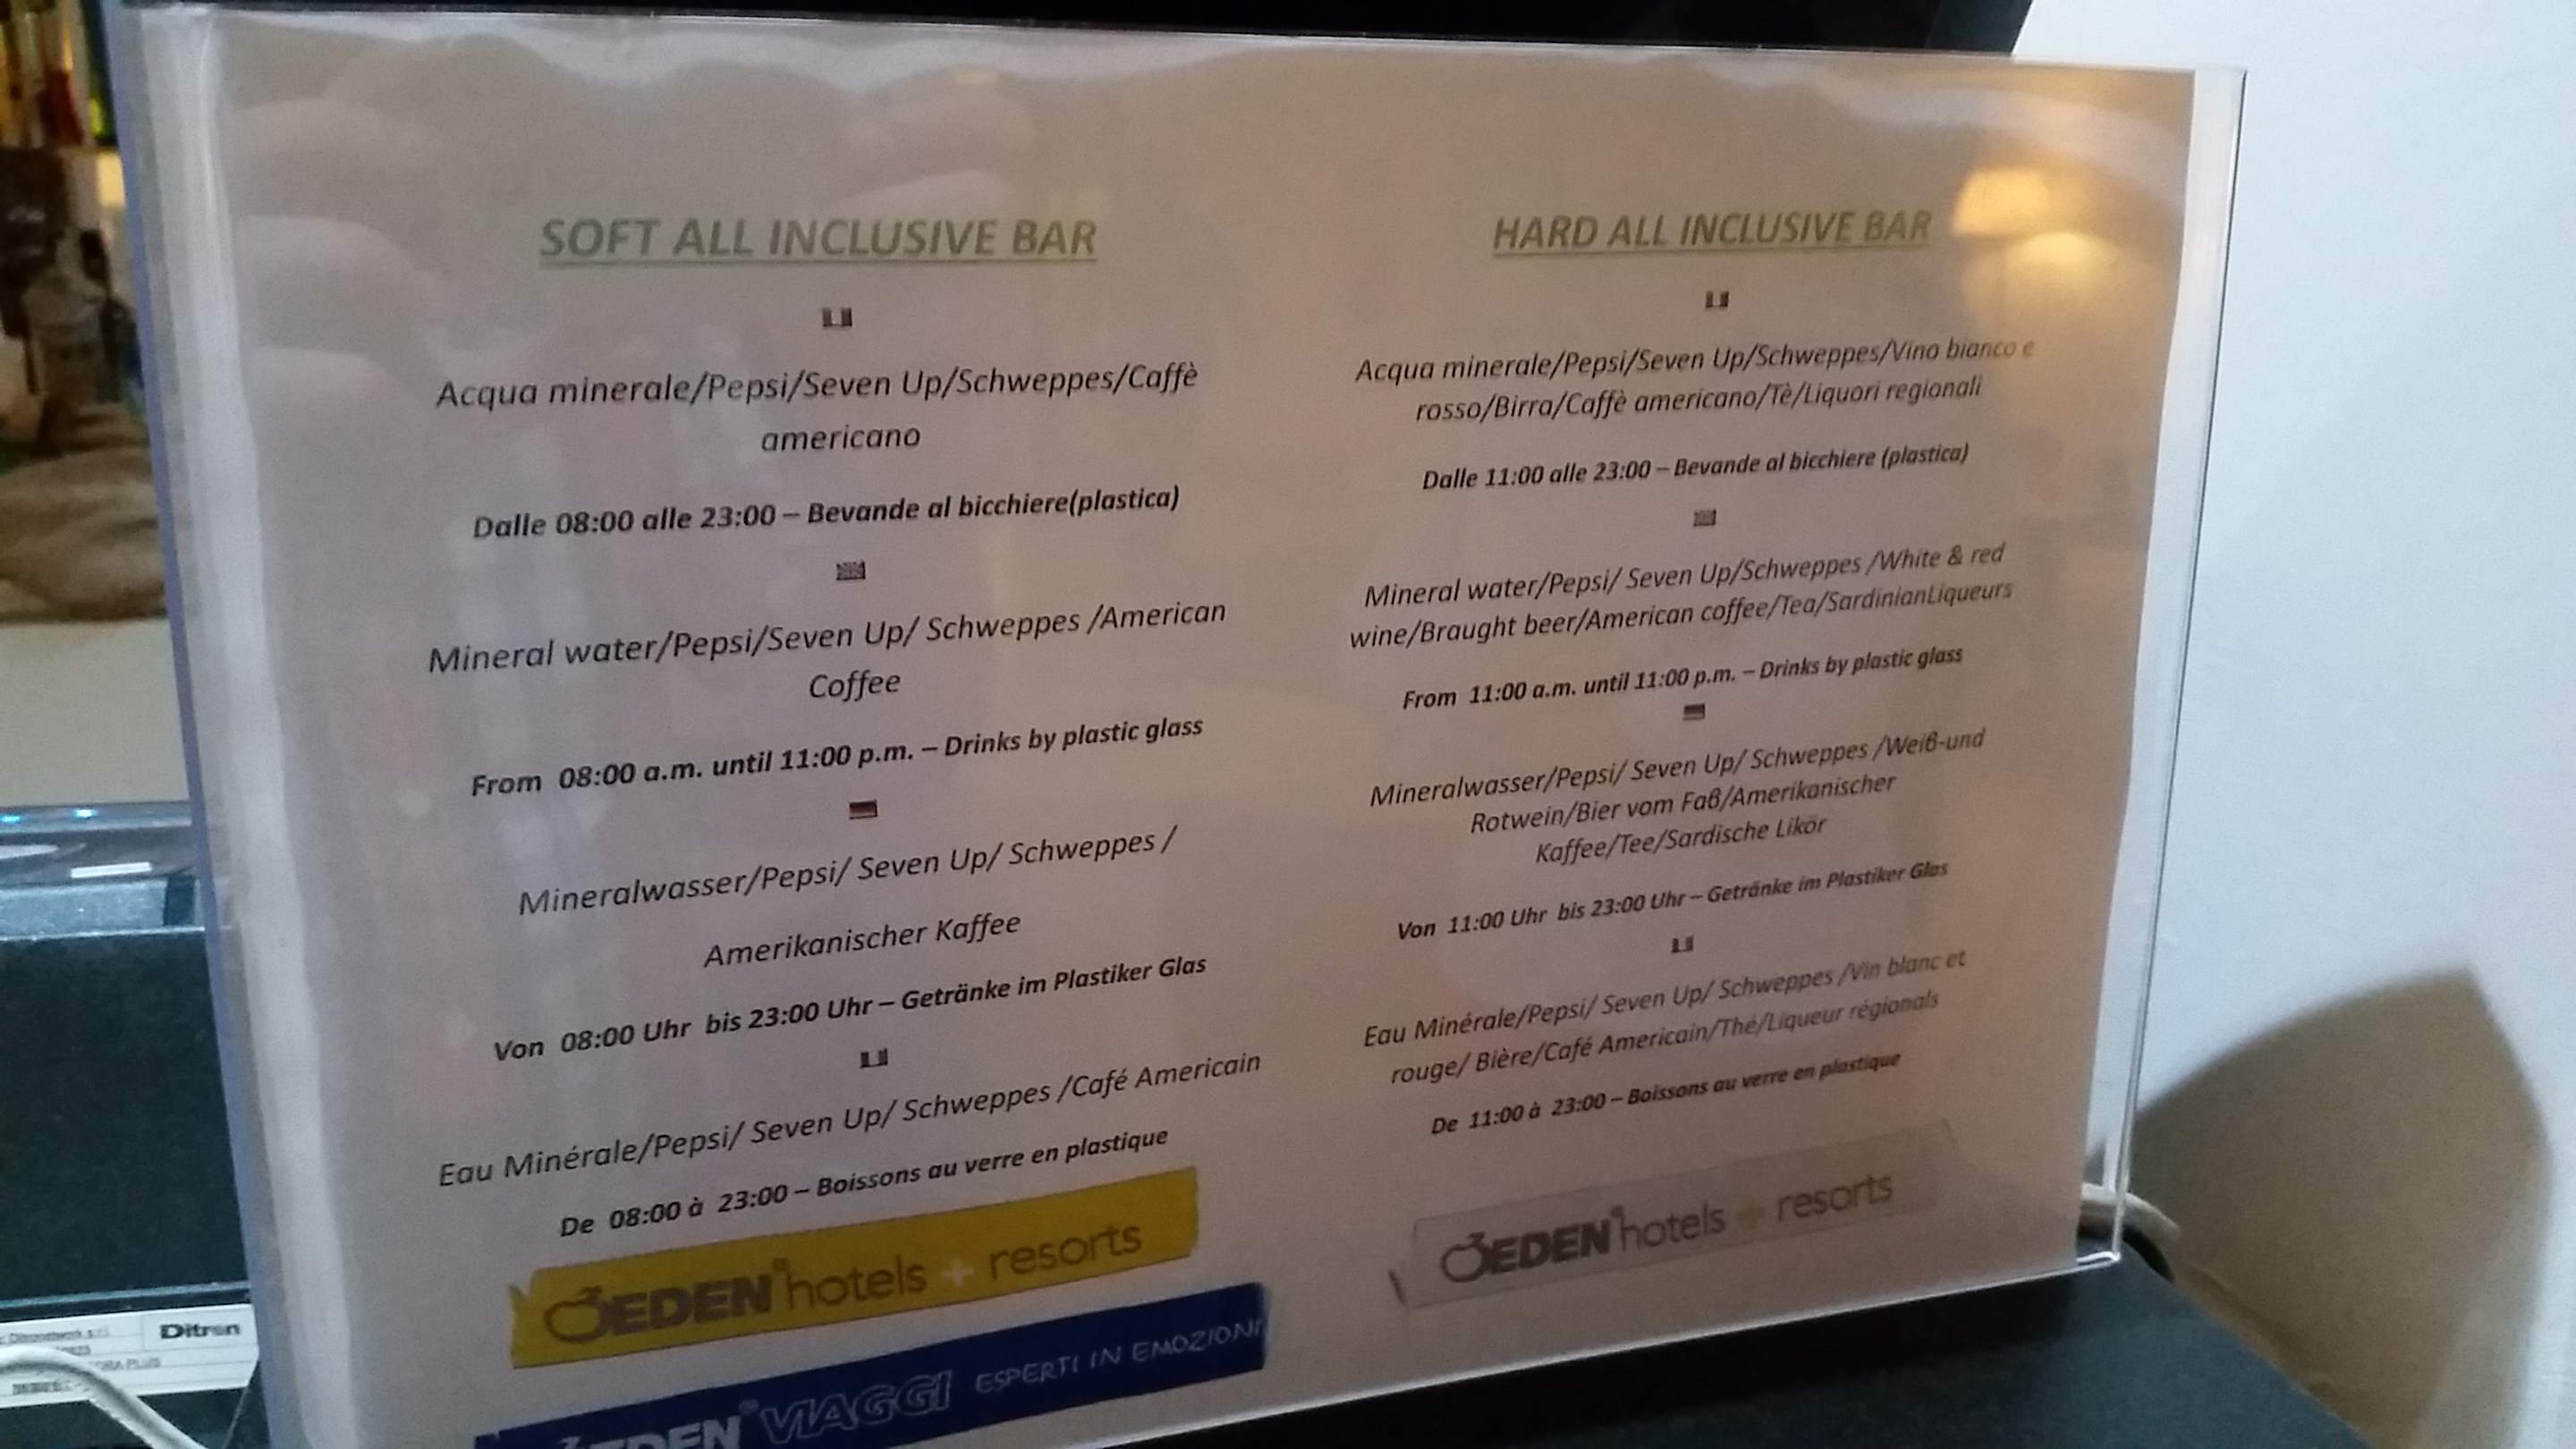 SOFT ALL INCLUSIVE BAR
Acqua minerale/Pepsi/Seven Up/Schweppes/Caffè
americano
Dalle 08:00 alle 23:00 – Bevande al bicchiere(plastica)
Mineral water/Pepsi/Seven Up/ Schweppes /American
Coffee
From 08:00 a.m. until 11:00 p.m. – Drinks by plastic glass
Mineralwasser/Pepsi/ Seven Up/ Schweppes /
Amerikanischer Kaffee
Von 08:00 Uhr bis 23:00 Uhr – Getränke im Plastiker Glas
Eau Minérale/Pepsi/ Seven Up/ Schweppes /Café Americain
De 08:00 à 23:00 – Boissons au verre en plastique
EDEN® hotels + resorts
EDEN® VIAGGI ESPERTI IN EMOZIONI
HARD ALL INCLUSIVE BAR
Acqua minerale/Pepsi/Seven Up/Schweppes/Vino bianco e
rosso/Birra/Caffè americano/Tè/Liquori regionali
Dalle 11:00 alle 23:00 – Bevande al bicchiere (plastica)
Mineral water/Pepsi/ Seven Up/Schweppes /White & red
wine/Braught beer/American coffee/Tea/SardinianLiqueurs
From 11:00 a.m. until 11:00 p.m. – Drinks by plastic glass
Mineralwasser/Pepsi/ Seven Up/ Schweppes /Weiß-und
Rotwein/Bier vom Faß/Amerikanischer
Kaffee/Tee/Sardische Likör
Von 11:00 Uhr bis 23:00 Uhr – Getränke im Plastiker Glas
Eau Minérale/Pepsi/ Seven Up/ Schweppes /Vin blanc et
rouge/ Bière/Café Americain/Thé/Liqueur régionals
De 11:00 à 23:00 – Boissons au verre en plastique
EDEN® hotels + resorts
Ditron
PLUS